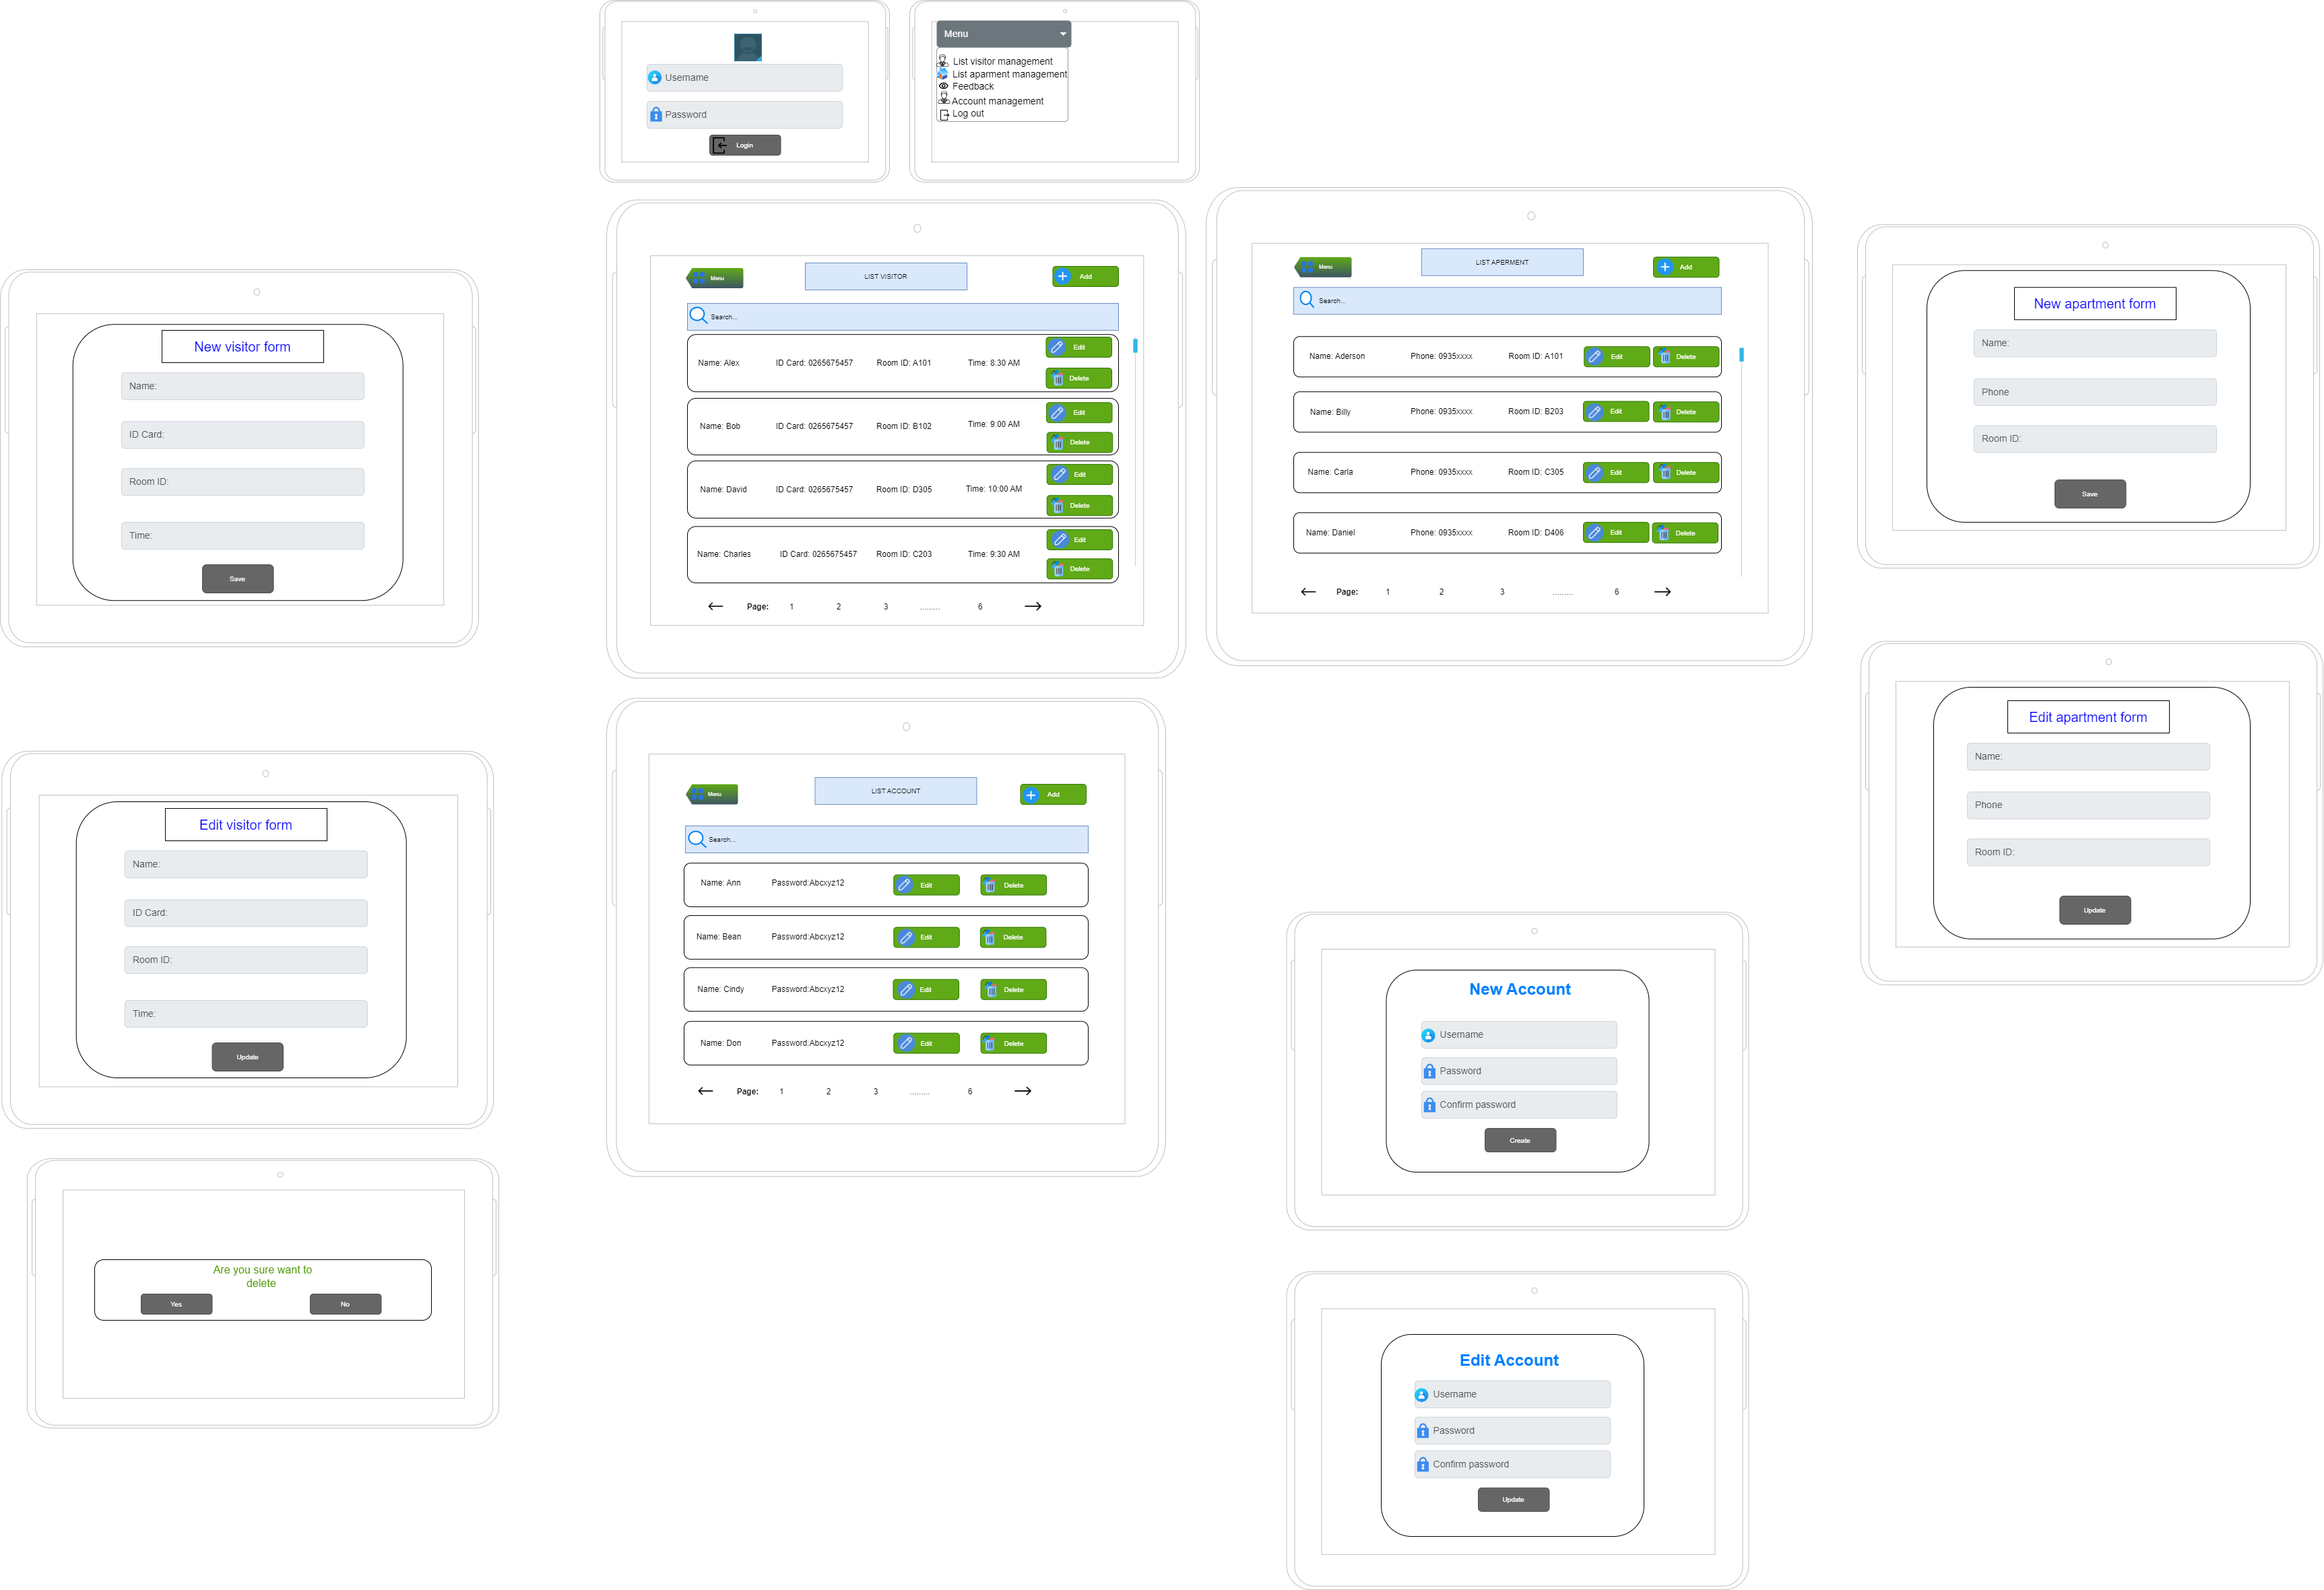 Username
Password
Login
Menu
List visitor management
List aparment management
Feedback
Account management
Log out
New visitor form
Name:
ID Card:
Room ID:
Time:
Save
Menu
LIST VISITOR
Add
Search...
Name: Alex ID Card: 0265675457 Room ID: A101 Time: 8:30 AM Edit
Delete
Name: Bob ID Card: 0265675457 Room ID: B102 Time: 9:00 AM Edit
Delete
Name: David ID Card: 0265675457 Room ID: D305 Time: 10:00 AM Edit
Delete
Name: Charles ID Card: 0265675457 Room ID: C203 Time: 9:30 AM Edit
Delete
Page: 1 2 3 ......... 6
Menu
LIST APERMENT
Add
Search...
Name: Aderson Phone: 0935xxxx Room ID: A101 Edit Delete
Name: Billy Phone: 0935xxxx Room ID: B203 Edit Delete
Name: Carla Phone: 0935xxxx Room ID: C305 Edit Delete
Name: Daniel Phone: 0935xxxx Room ID: D406 Edit Delete
Page: 1 2 3 ......... 6
New apartment form
Name:
Phone
Room ID:
Save
Edit visitor form
Name:
ID Card:
Room ID:
Time:
Update
Menu
LIST ACCOUNT
Add
Search...
Name: Ann Password:Abcxyz12 Edit Delete
Name: Bean Password:Abcxyz12 Edit Delete
Name: Cindy Password:Abcxyz12 Edit Delete
Name: Don Password:Abcxyz12 Edit Delete
Page: 1 2 3 ......... 6
Edit apartment form
Name:
Phone
Room ID:
Update
New Account
Username
Password
Confirm password
Create
Are you sure want to
delete
Yes No
Edit Account
Username
Password
Confirm password
Update